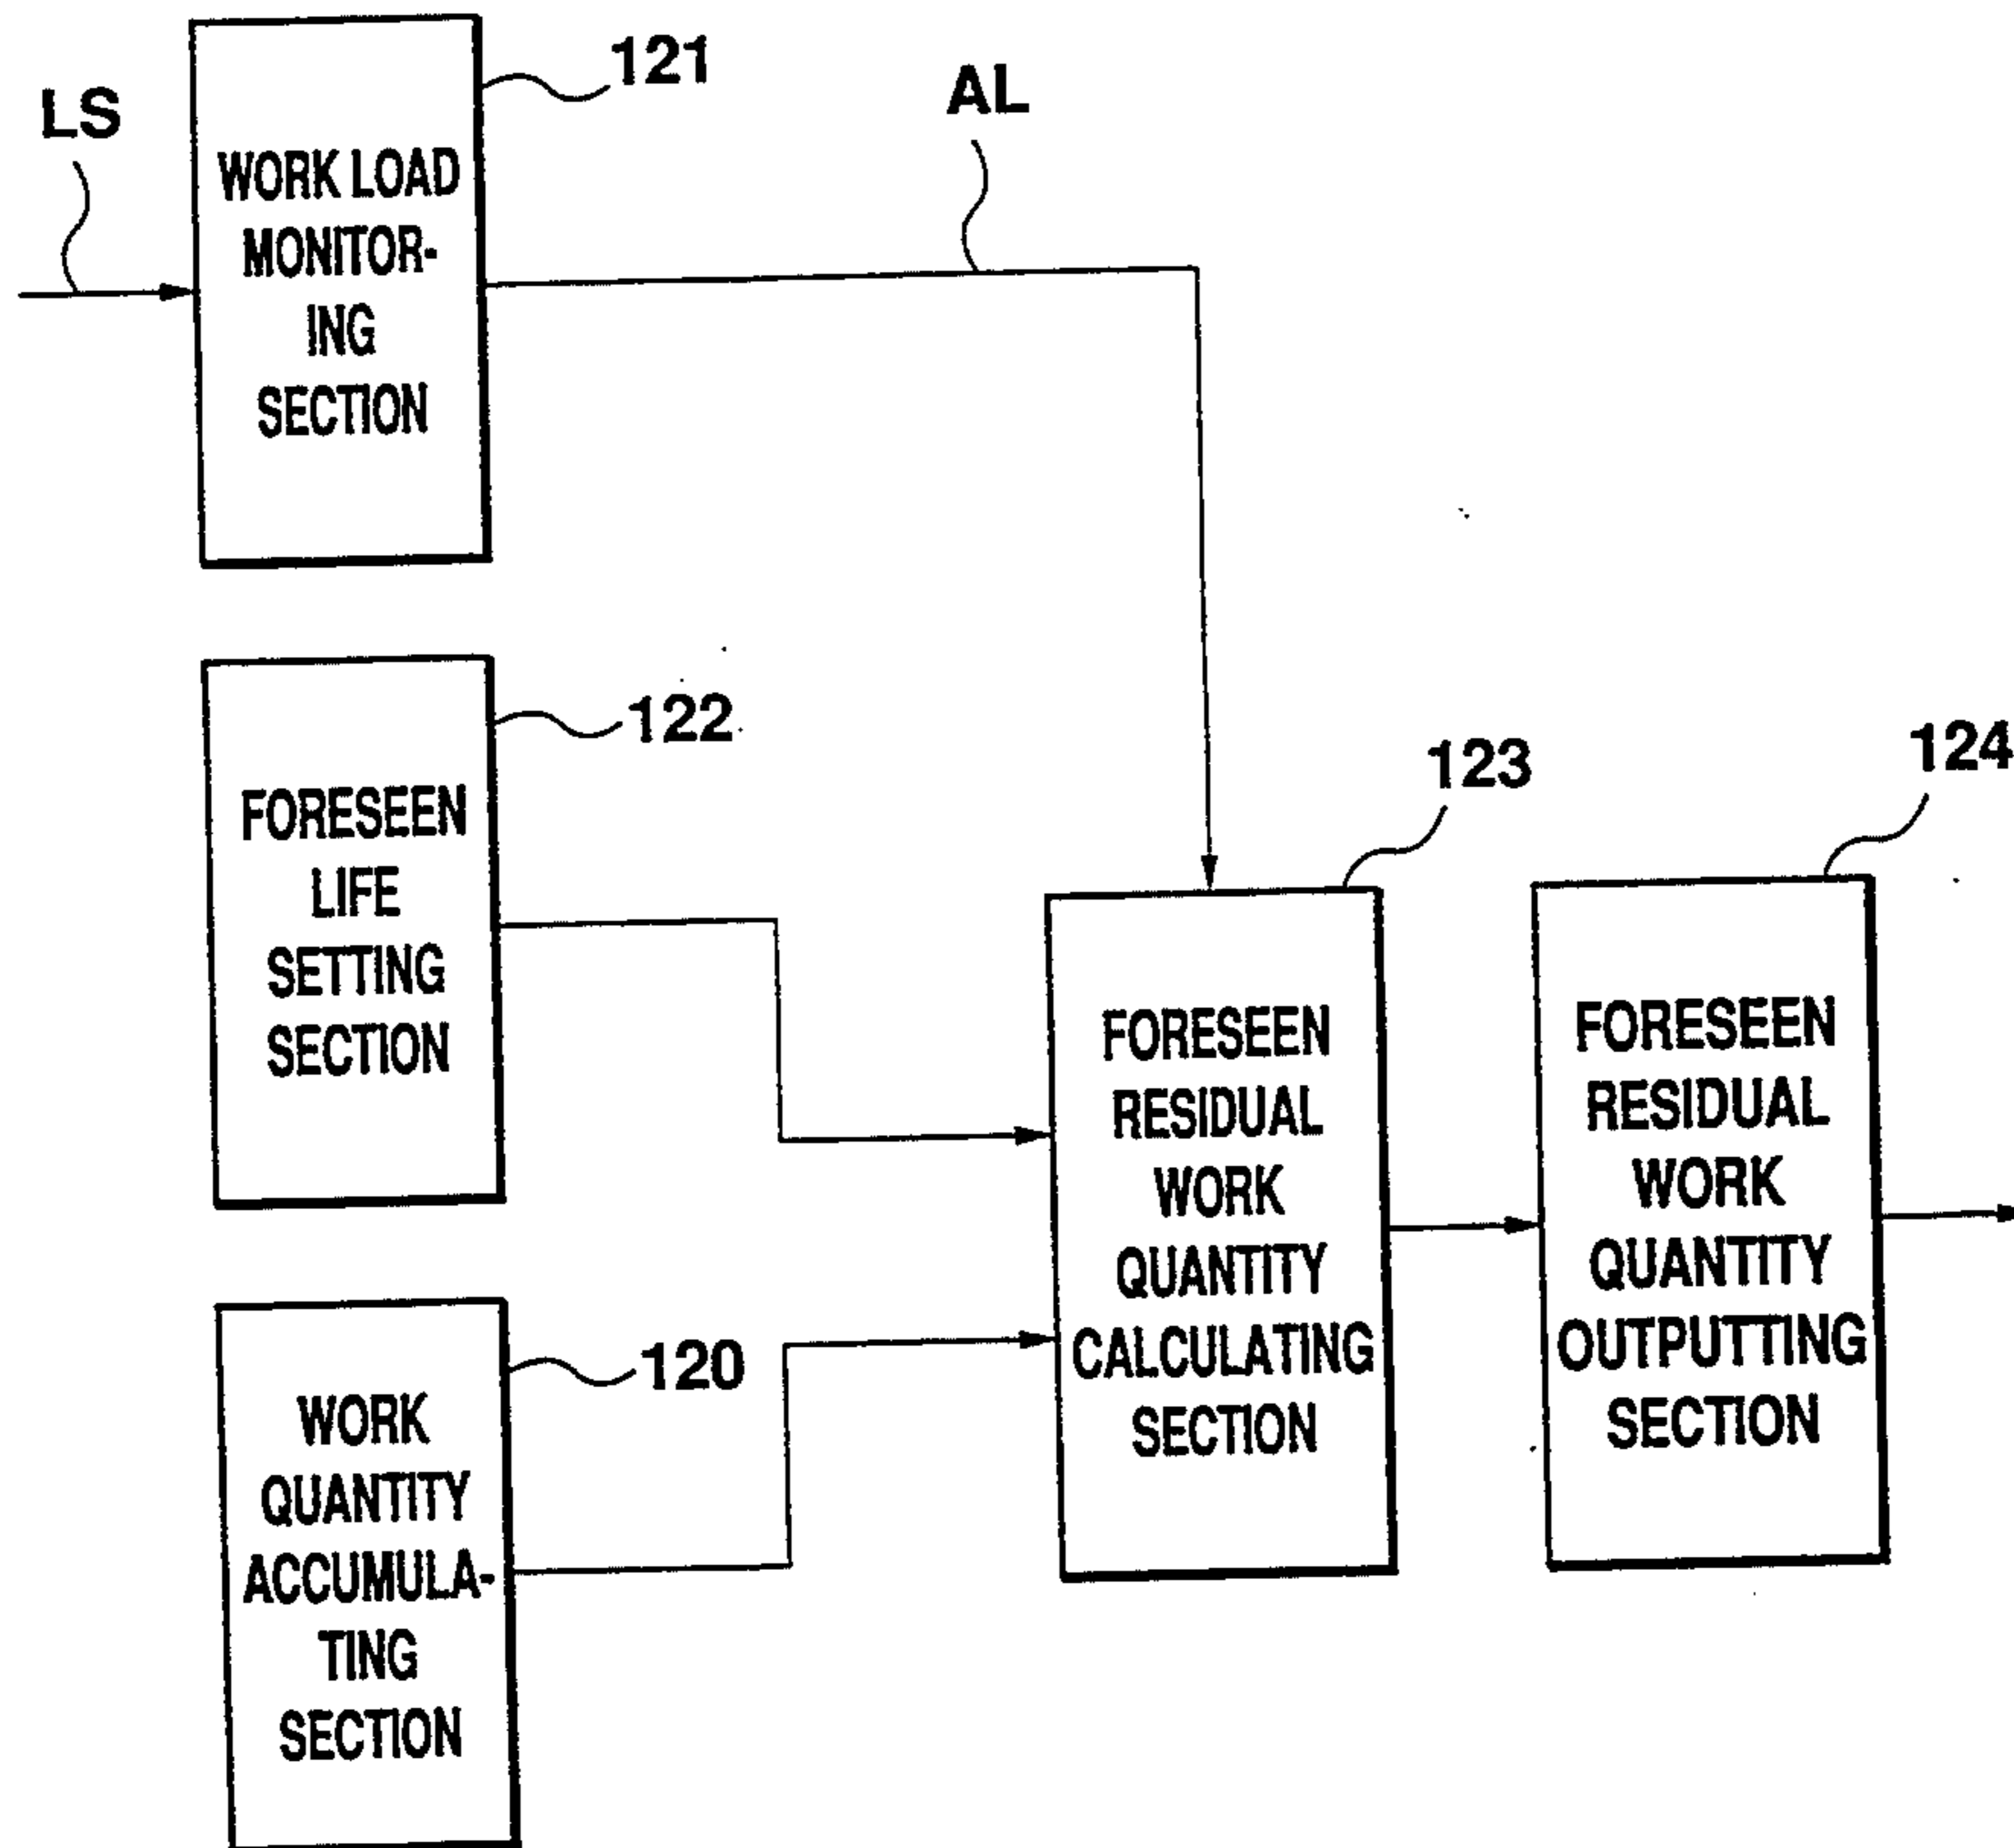 LS
121
AL
WORK LOAD
MONITOR-
ING
SECTION
122
FORESEEN
LIFE
SETTING
SECTION
120
WORK
QUANTITY
ACCUMULA-
TING
SECTION
123
FORESEEN
RESIDUAL
WORK
QUANTITY
CALCULATING
SECTION
124
FORESEEN
RESIDUAL
WORK
QUANTITY
OUTPUTTING
SECTION